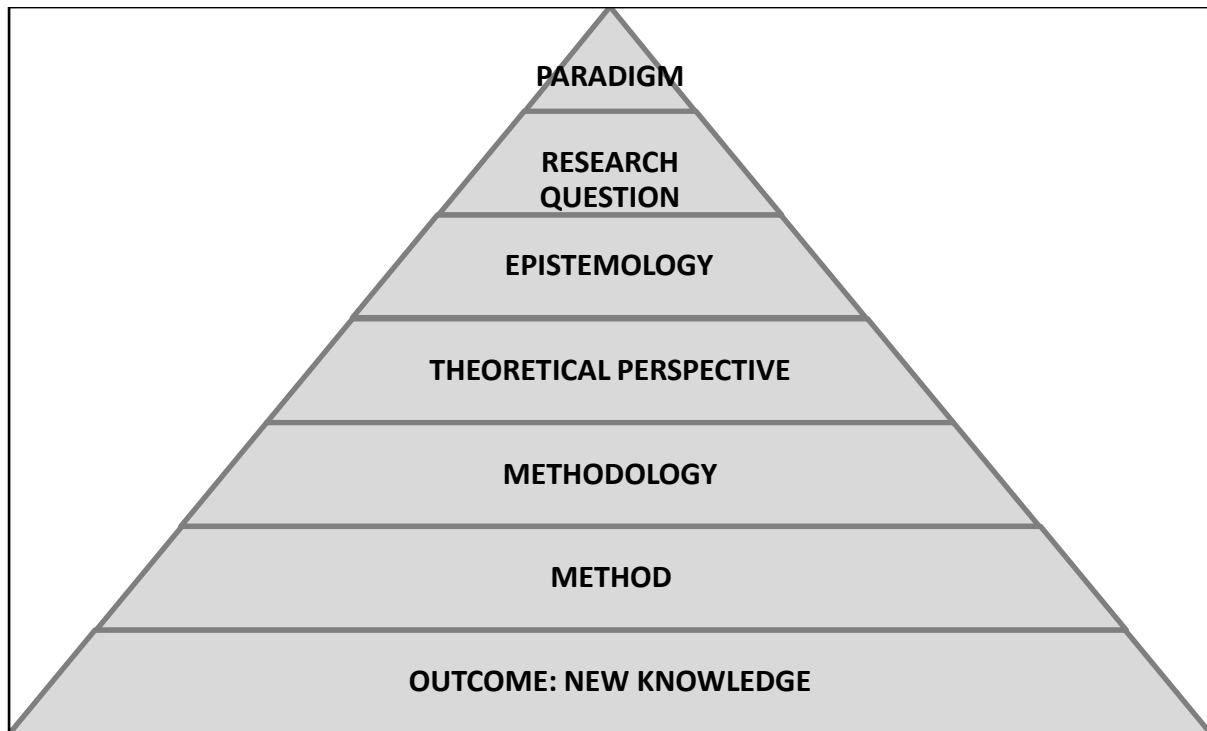 PARADIGM
RESEARCH
QUESTION
EPISTEMOLOGY
THEORETICAL PERSPECTIVE
METHODOLOGY
METHOD
OUTCOME: NEW KNOWLEDGE